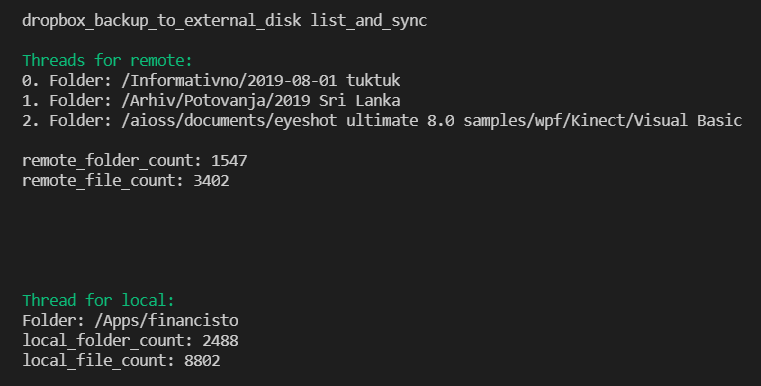 dropbox_backup_to_external_disk list_and_sync
Threads for remote:
0. Folder: /Informativno/2019-08-01 tuktuk
1. Folder: /Arhiv/Potovanja/2019 Sri Lanka
2. Folder: /aioss/documents/eyeshot ultimate 8.0 samples/wpf/Kinect/Visual Basic
remote_folder_count: 1547
remote_file_count: 3402
Thread for local:
Folder: /Apps/financisto
local_folder_count: 2488
local_file_count: 8802